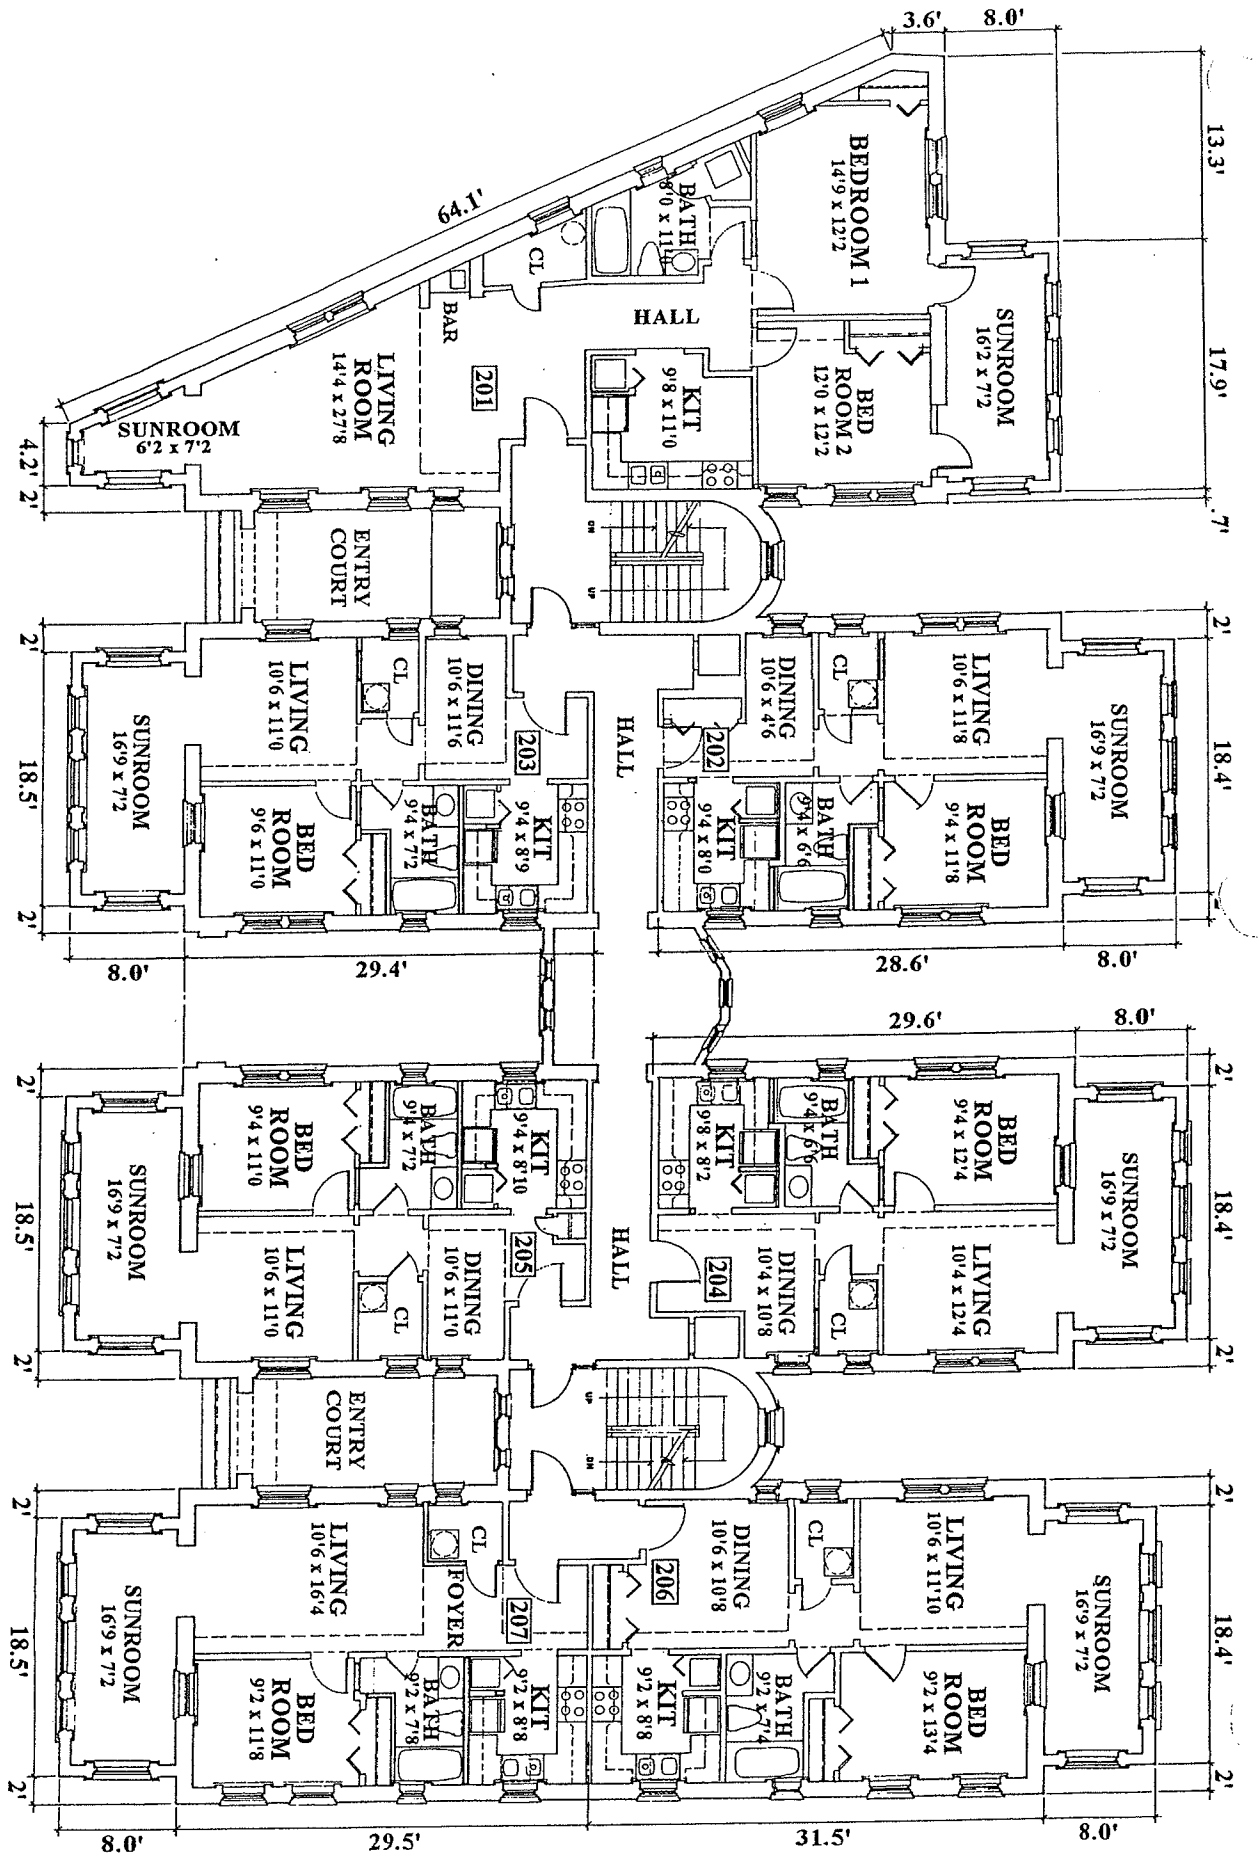 3.6'
8.0'
13.3'
64.1'
BEDROOM 1
14'9 x 12'2
BATH
8'0 x 11'0
CL
HALL
BAR
SUNROOM
16'2 x 7'2
17.9'
BED
ROOM 2
12'0 x 12'2
KIT
9'8 x 11'0
201
LIVING
ROOM
14'4 x 27'8
SUNROOM
6'2 x 7'2
4.2'
2'
.7'
ENTRY
COURT
DN
UP
2'
2'
LIVING
10'6 x 11'0
CL
DINING
10'6 x 11'6
203
HALL
202
DINING
10'6 x 4'6
CL
LIVING
10'6 x 11'8
SUNROOM
16'9 x 7'2
18.4'
SUNROOM
16'9 x 7'2
18.5'
BED
ROOM
9'6 x 11'0
BATH
9'4 x 7'2
KIT
9'4 x 8'9
KIT
9'4 x 8'0
BATH
9'4 x 6'6
BED
ROOM
9'4 x 11'8
2'
8.0'
29.4'
28.6'
8.0'
29.6'
8.0'
2'
2'
BED
ROOM
9'4 x 11'0
BATH
9'4 x 7'2
KIT
9'4 x 8'10
KIT
9'8 x 8'2
BATH
9'4 x 6'6
BED
ROOM
9'4 x 12'4
SUNROOM
16'9 x 7'2
18.4'
SUNROOM
16'9 x 7'2
18.5'
LIVING
10'6 x 11'0
CL
DINING
10'6 x 11'0
205
HALL
204
DINING
10'4 x 10'8
CL
LIVING
10'4 x 12'4
2'
2'
ENTRY
COURT
UP
DN
2'
2'
LIVING
10'6 x 16'4
CL
FOYER
207
206
DINING
10'6 x 10'8
CL
LIVING
10'6 x 11'10
SUNROOM
16'9 x 7'2
18.4'
SUNROOM
16'9 x 7'2
18.5'
BED
ROOM
9'2 x 11'8
BATH
9'2 x 7'8
KIT
9'2 x 8'8
KIT
9'2 x 8'8
BATH
9'2 x 7'4
BED
ROOM
9'2 x 13'4
2'
2'
8.0'
29.5'
31.5'
8.0'